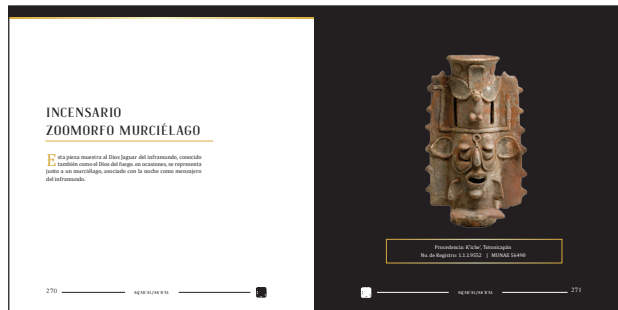 INCENSARIO
ZOOMORFO MURCIÉLAGO
Esta pieza muestra al Dios Jaguar del inframundo, conocido
también como el Dios del fuego. en ocasiones, se representa
junto a un murciélago, asociado con la noche como mensajero
del inframundo.
270
Procedencia: K'iche', Totonicapán
No. de Registro: 1.1.1.9552 | MUNAE 56490
271